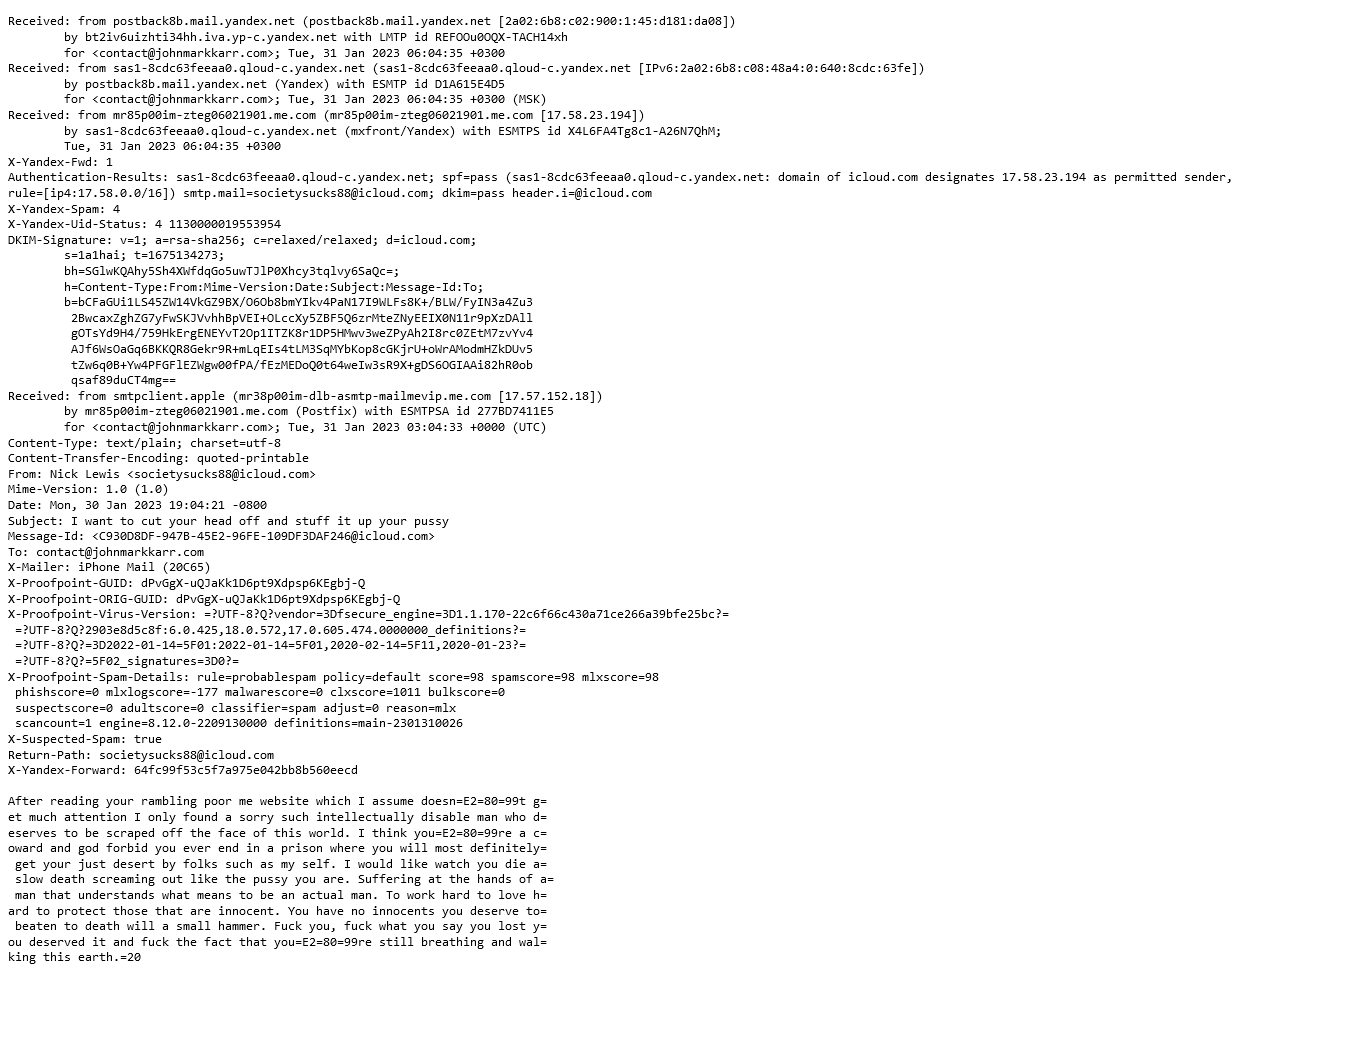 Received: from postback8b.mail.yandex.net (postback8b.mail.yandex.net [2a02:6b8:c02:900:1:45:d181:da08])
by bt2iv6uizhti34hh.iva.yp-c.yandex.net with LMTP id REFOOu0OQX-TACH14xh
for <contact@johnmarkkarr.com>; Tue, 31 Jan 2023 06:04:35 +0300
Received: from sas1-8cdc63feeaa0.qloud-c.yandex.net (sas1-8cdc63feeaa0.qloud-c.yandex.net [IPv6:2a02:6b8:c08:48a4:0:640:8cdc:63fe])
by postback8b.mail.yandex.net (Yandex) with ESMTP id D1A615E4D5
for <contact@johnmarkkarr.com>; Tue, 31 Jan 2023 06:04:35 +0300 (MSK)
Received: from mr85p00im-zteg06021901.me.com (mr85p00im-zteg06021901.me.com [17.58.23.194])
by sas1-8cdc63feeaa0.qloud-c.yandex.net (mxfront/Yandex) with ESMTPS id X4L6FA4Tg8c1-A26N7QhM;
Tue, 31 Jan 2023 06:04:35 +0300
X-Yandex-Fwd: 1
Authentication-Results: sas1-8cdc63feeaa0.qloud-c.yandex.net; spf=pass (sas1-8cdc63feeaa0.qloud-c.yandex.net: domain of icloud.com designates 17.58.23.194 as permitted sender,
rule=[ip4:17.58.0.0/16]) smtp.mail=societysucks88@icloud.com; dkim=pass header.i=@icloud.com
X-Yandex-Spam: 4
X-Yandex-Uid-Status: 4 1130000019553954
DKIM-Signature: v=1; a=rsa-sha256; c=relaxed/relaxed; d=icloud.com;
s=1a1hai; t=1675134273;
bh=SGlwKQAhy5Sh4XWfdqGo5uwTJlP0Xhcy3tqlvy6SaQc=;
h=Content-Type:From:Mime-Version:Date:Subject:Message-Id:To;
b=bCFaGUi1LS45ZW14VkGZ9BX/O6Ob8bmYIkv4PaN17I9WLFs8K+/BLW/FyIN3a4Zu3
2BwcaxZghZG7yFwSKJVvhhBpVEI+OLccXy5ZBF5Q6zrMteZNyEEIX0N11r9pXzDAll
gOTsYd9H4/759HkErgENEYvT2Op1ITZK8r1DP5HMwv3weZPyAh2I8rc0ZEtM7zvYv4
AJf6WsOaGq6BKKQR8Gekr9R+mLqEIs4tLM3SqMYbKop8cGKjrU+oWrAModmHZkDUv5
tZw6q0B+Yw4PFGFlEZWgw00fPA/fEzMEDoQ0t64weIw3sR9X+gDS6OGIAAi82hR0ob
qsaf89duCT4mg==
Received: from smtpclient.apple (mr38p00im-dlb-asmtp-mailmevip.me.com [17.57.152.18])
by mr85p00im-zteg06021901.me.com (Postfix) with ESMTPSA id 277BD7411E5
for <contact@johnmarkkarr.com>; Tue, 31 Jan 2023 03:04:33 +0000 (UTC)
Content-Type: text/plain; charset=utf-8
Content-Transfer-Encoding: quoted-printable
From: Nick Lewis <societysucks88@icloud.com>
Mime-Version: 1.0 (1.0)
Date: Mon, 30 Jan 2023 19:04:21 -0800
Subject: I want to cut your head off and stuff it up your pussy
Message-Id: <C930D8DF-947B-45E2-96FE-109DF3DAF246@icloud.com>
To: contact@johnmarkkarr.com
X-Mailer: iPhone Mail (20C65)
X-Proofpoint-GUID: dPvGgX-uQJaKk1D6pt9Xdpsp6KEgbj-Q
X-Proofpoint-ORIG-GUID: dPvGgX-uQJaKk1D6pt9Xdpsp6KEgbj-Q
X-Proofpoint-Virus-Version: =?UTF-8?Q?vendor=3Dfsecure_engine=3D1.1.170-22c6f66c430a71ce266a39bfe25bc?=
=?UTF-8?Q?2903e8d5c8f:6.0.425,18.0.572,17.0.605.474.0000000_definitions?=
=?UTF-8?Q?=3D2022-01-14=5F01:2022-01-14=5F01,2020-02-14=5F11,2020-01-23?=
=?UTF-8?Q?=5F02_signatures=3D0?=
X-Proofpoint-Spam-Details: rule=probablespam policy=default score=98 spamscore=98 mlxscore=98
phishscore=0 mlxlogscore=-177 malwarescore=0 clxscore=1011 bulkscore=0
suspectscore=0 adultscore=0 classifier=spam adjust=0 reason=mlx
scancount=1 engine=8.12.0-2209130000 definitions=main-2301310026
X-Suspected-Spam: true
Return-Path: societysucks88@icloud.com
X-Yandex-Forward: 64fc99f53c5f7a975e042bb8b560eecd
After reading your rambling poor me website which I assume doesn=E2=80=99t g=
et much attention I only found a sorry such intellectually disable man who d=
eserves to be scraped off the face of this world. I think you=E2=80=99re a c=
oward and god forbid you ever end in a prison where you will most definitely=
get your just desert by folks such as my self. I would like watch you die a=
slow death screaming out like the pussy you are. Suffering at the hands of a=
man that understands what means to be an actual man. To work hard to love h=
ard to protect those that are innocent. You have no innocents you deserve to=
beaten to death will a small hammer. Fuck you, fuck what you say you lost y=
ou deserved it and fuck the fact that you=E2=80=99re still breathing and wal=
king this earth.=20